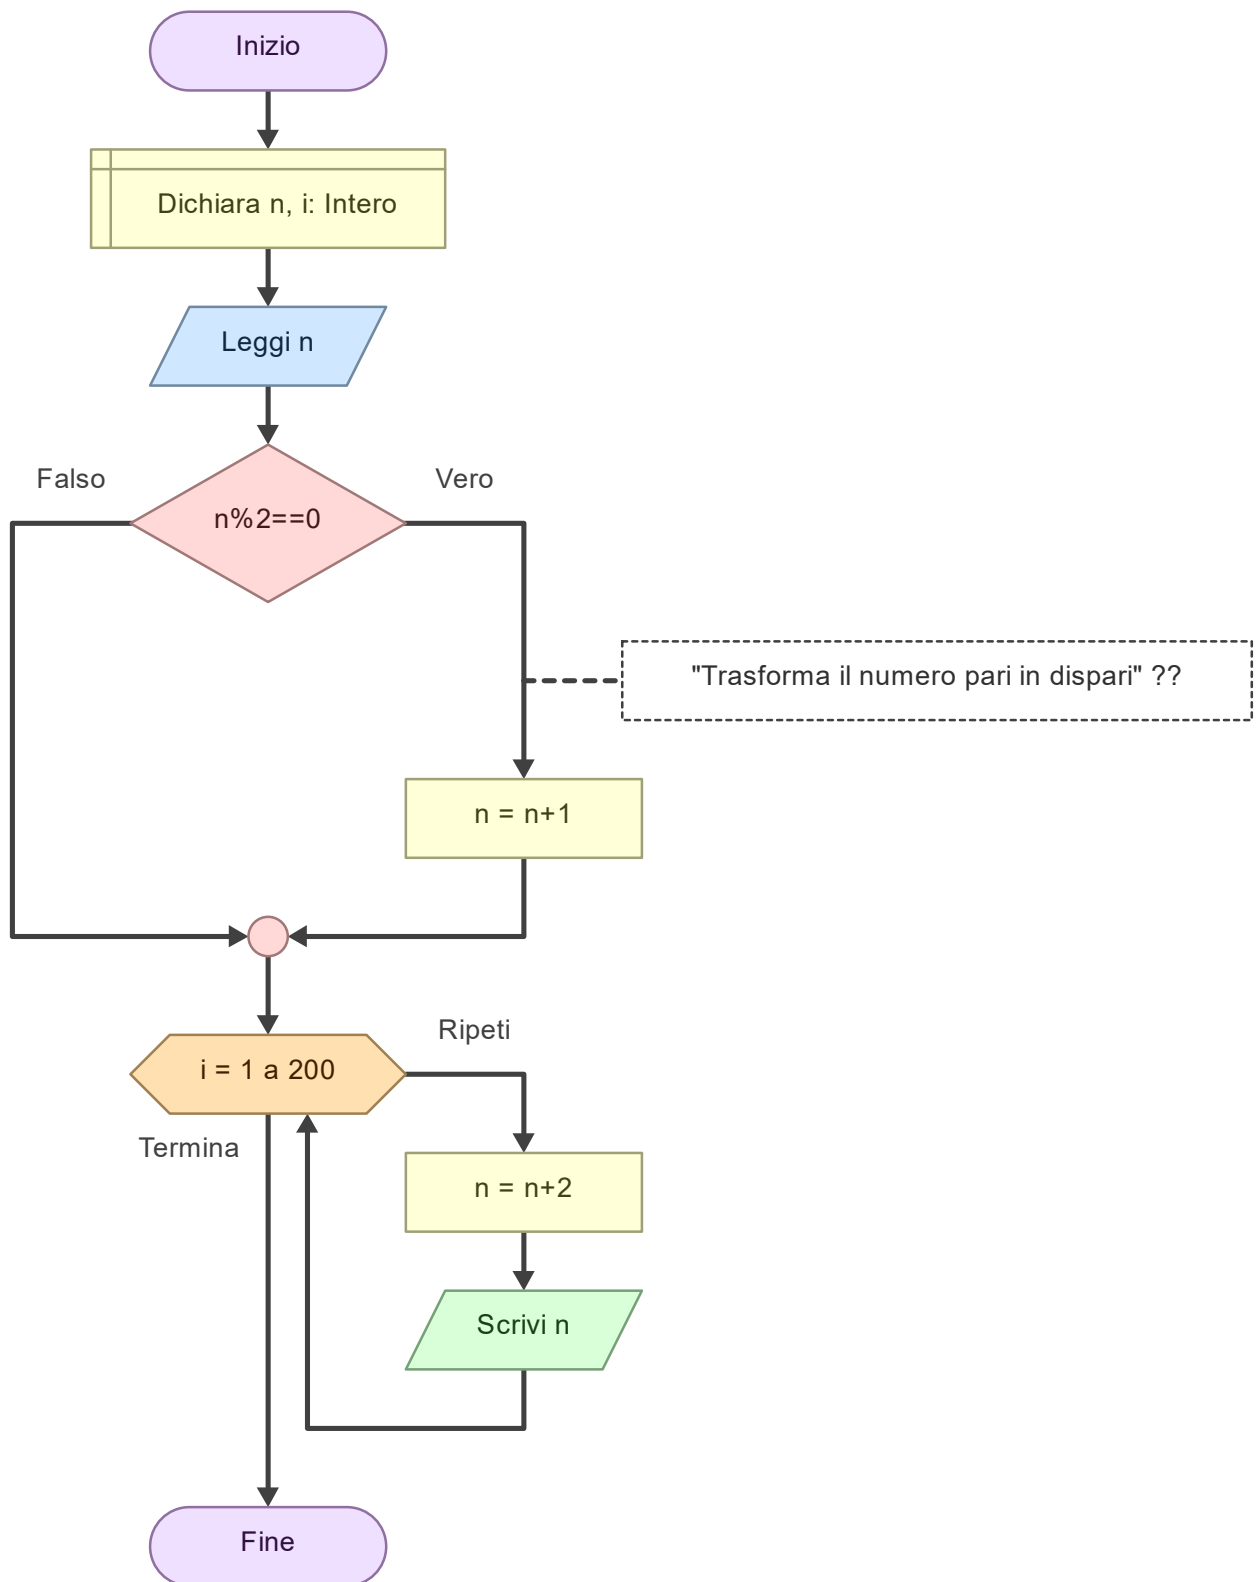 Inizio
Dichiara n, i: Intero
Leggi n
Falso
Vero
n%2==0
"Trasforma il numero pari in dispari" ??
n = n+1
Ripeti
i = 1 a 200
Termina
n = n+2
Scrivi n
Fine